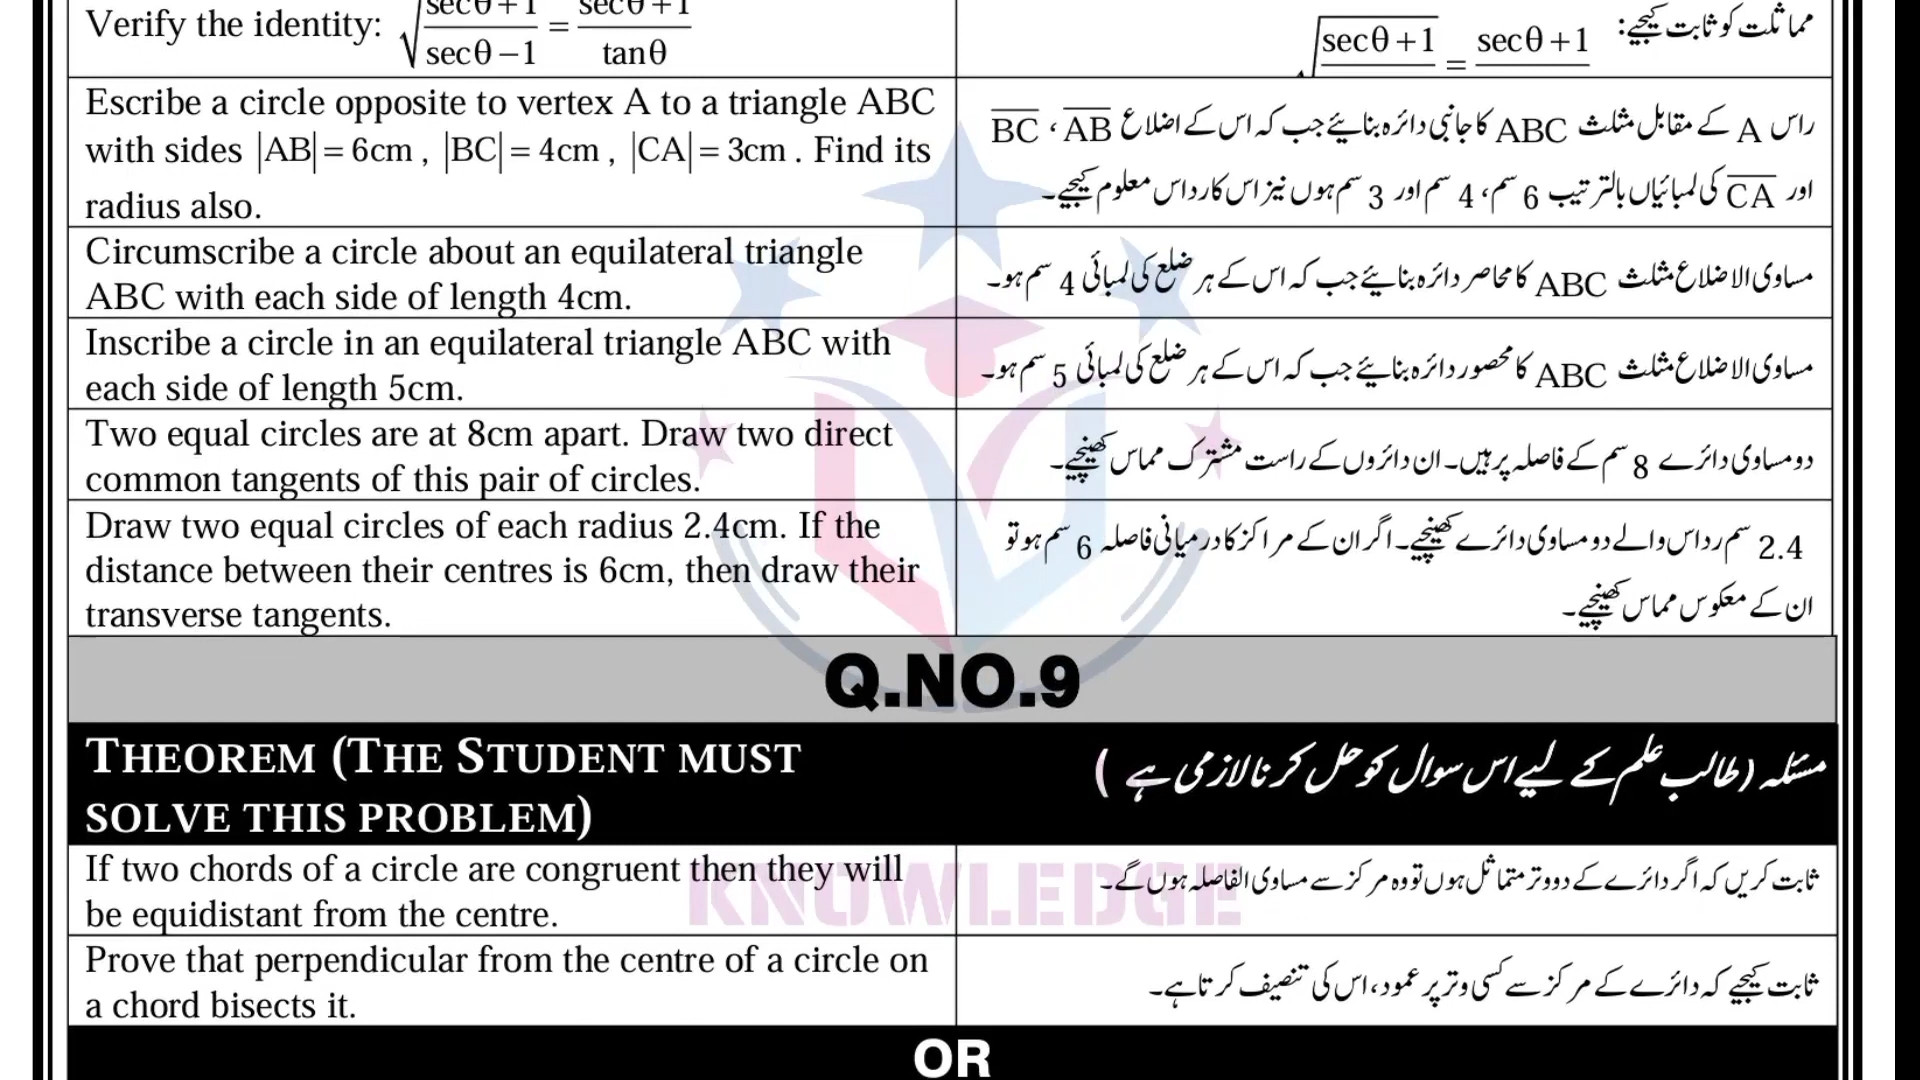 Verify the identity: √(secθ+1 / secθ−1) = secθ+1 / tanθ
مماثلت کو ثابت کیجیے: √secθ+1 = secθ+1
Escribe a circle opposite to vertex A to a triangle ABC
with sides |AB| = 6cm , |BC| = 4cm , |CA| = 3cm . Find its
radius also.
راس A کے مقابل مثلث ABC کا جانبی دائرہ بنائیے جب کہ اس کے اضلاع AB ، BC
اور CA کی لمبائیاں بالترتیب 6 سم، 4 سم اور 3 سم ہوں نیز اس کا رداس معلوم کیجیے۔
Circumscribe a circle about an equilateral triangle
ABC with each side of length 4cm.
مساوی الاضلاع مثلث ABC کا محاصر دائرہ بنائیے جب کہ اس کے ہر ضلع کی لمبائی 4 سم ہو۔
Inscribe a circle in an equilateral triangle ABC with
each side of length 5cm.
مساوی الاضلاع مثلث ABC کا محصور دائرہ بنائیے جب کہ اس کے ہر ضلع کی لمبائی 5 سم ہو۔
Two equal circles are at 8cm apart. Draw two direct
common tangents of this pair of circles.
دو مساوی دائرے 8 سم کے فاصلہ پر ہیں۔ ان دائروں کے راست مشترک مماس کھینچیے۔
Draw two equal circles of each radius 2.4cm. If the
distance between their centres is 6cm, then draw their
transverse tangents.
2.4 سم رداس والے دو مساوی دائرے کھینچیے۔ اگر ان کے مراکز کا درمیانی فاصلہ 6 سم ہو تو
ان کے معکوس مماس کھینچیے۔
Q.NO.9
THEOREM (THE STUDENT MUST
SOLVE THIS PROBLEM)
مسئلہ (طالب علم کے لیے اس سوال کو حل کرنا لازمی ہے )
If two chords of a circle are congruent then they will
be equidistant from the centre.
ثابت کریں کہ اگر دائرے کے دو وتر متماثل ہوں تو وہ مرکز سے مساوی الفاصلہ ہوں گے۔
KNOWLEDGE
Prove that perpendicular from the centre of a circle on
a chord bisects it.
ثابت کیجیے کہ دائرے کے مرکز سے کسی وتر پر عمود، اس کی تنصیف کرتا ہے۔
OR